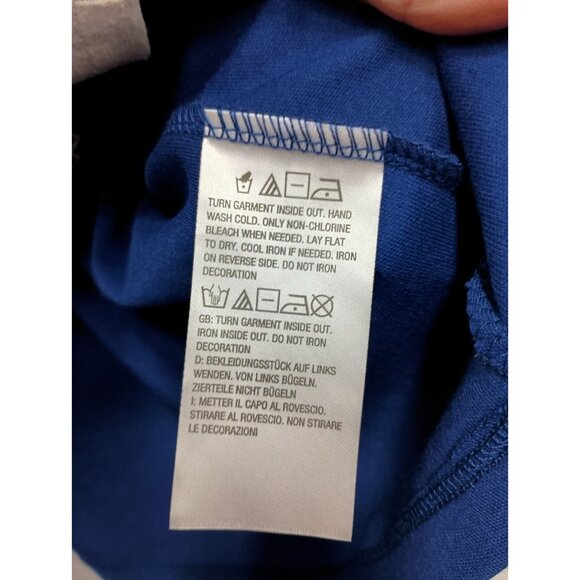 TURN GARMENT INSIDE OUT. HAND
WASH COLD. ONLY NON-CHLORINE
BLEACH WHEN NEEDED. LAY FLAT
TO DRY. COOL IRON IF NEEDED. IRON
ON REVERSE SIDE. DO NOT IRON
DECORATION
GB: TURN GARMENT INSIDE OUT.
IRON INSIDE OUT. DO NOT IRON
DECORATION
D: BEKLEIDUNGSSTÜCK AUF LINKS
WENDEN. VON LINKS BÜGELN.
ZIERTEILE NICHT BÜGELN
I: METTER IL CAPO AL ROVESCIO.
STIRARE AL ROVESCIO. NON STIRARE
LE DECORAZIONI